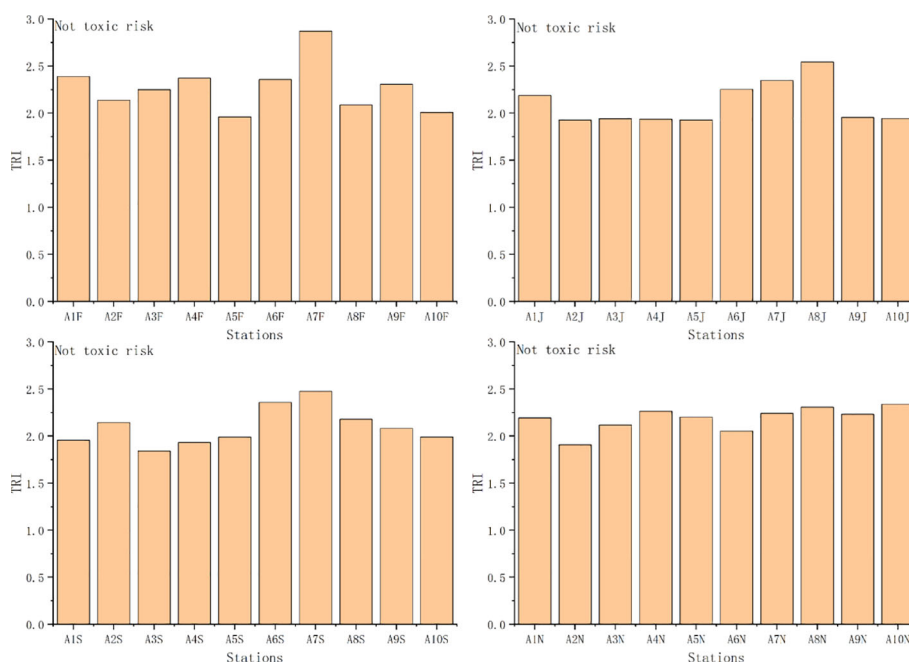 Not toxic risk
3.0
2.5
2.0
1.5
1.0
0.5
0.0
TRI
A1F A2F A3F A4F A5F A6F A7F A8F A9F A10F
Stations
Not toxic risk
3.0
2.5
2.0
1.5
1.0
0.5
0.0
TRI
A1J A2J A3J A4J A5J A6J A7J A8J A9J A10J
Stations
Not toxic risk
3.0
2.5
2.0
1.5
1.0
0.5
0.0
TRI
A1S A2S A3S A4S A5S A6S A7S A8S A9S A10S
Stations
Not toxic risk
3.0
2.5
2.0
1.5
1.0
0.5
0.0
TRI
A1N A2N A3N A4N A5N A6N A7N A8N A9N A10N
Stations